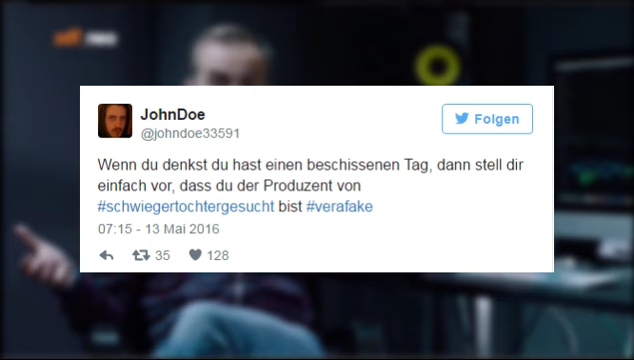 JohnDoe
@johndoe33591
Folgen
Wenn du denkst du hast einen beschissenen Tag, dann stell dir
einfach vor, dass du der Produzent von
#schwiegertochtergesucht bist #verafake
07:15 - 13 Mai 2016
35 128